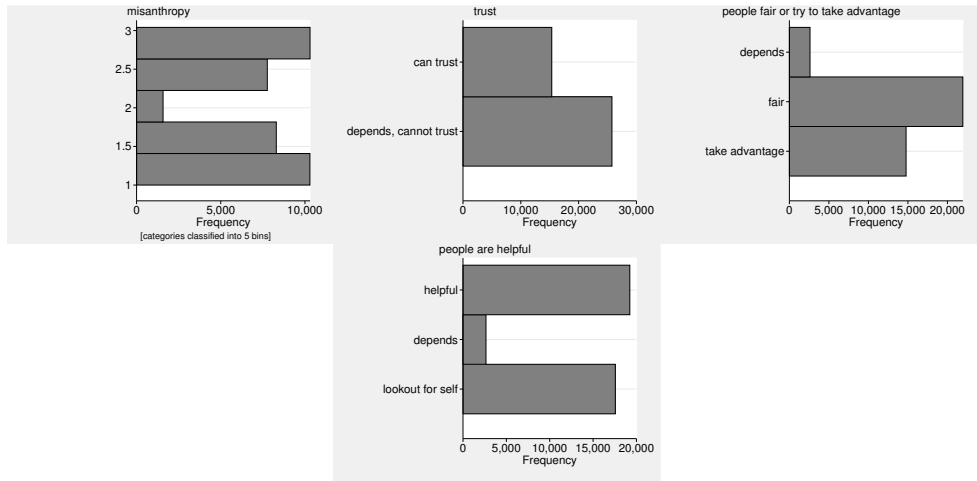 misanthropy
3
2.5
2
1.5
1
0 5,000 10,000
Frequency
[categories classified into 5 bins]
trust
can trust
depends, cannot trust
0 10,000 20,000 30,000
Frequency
people fair or try to take advantage
depends
fair
take advantage
0 5,000 10,000 15,000 20,000
Frequency
people are helpful
helpful
depends
lookout for self
0 5,000 10,000 15,000 20,000
Frequency